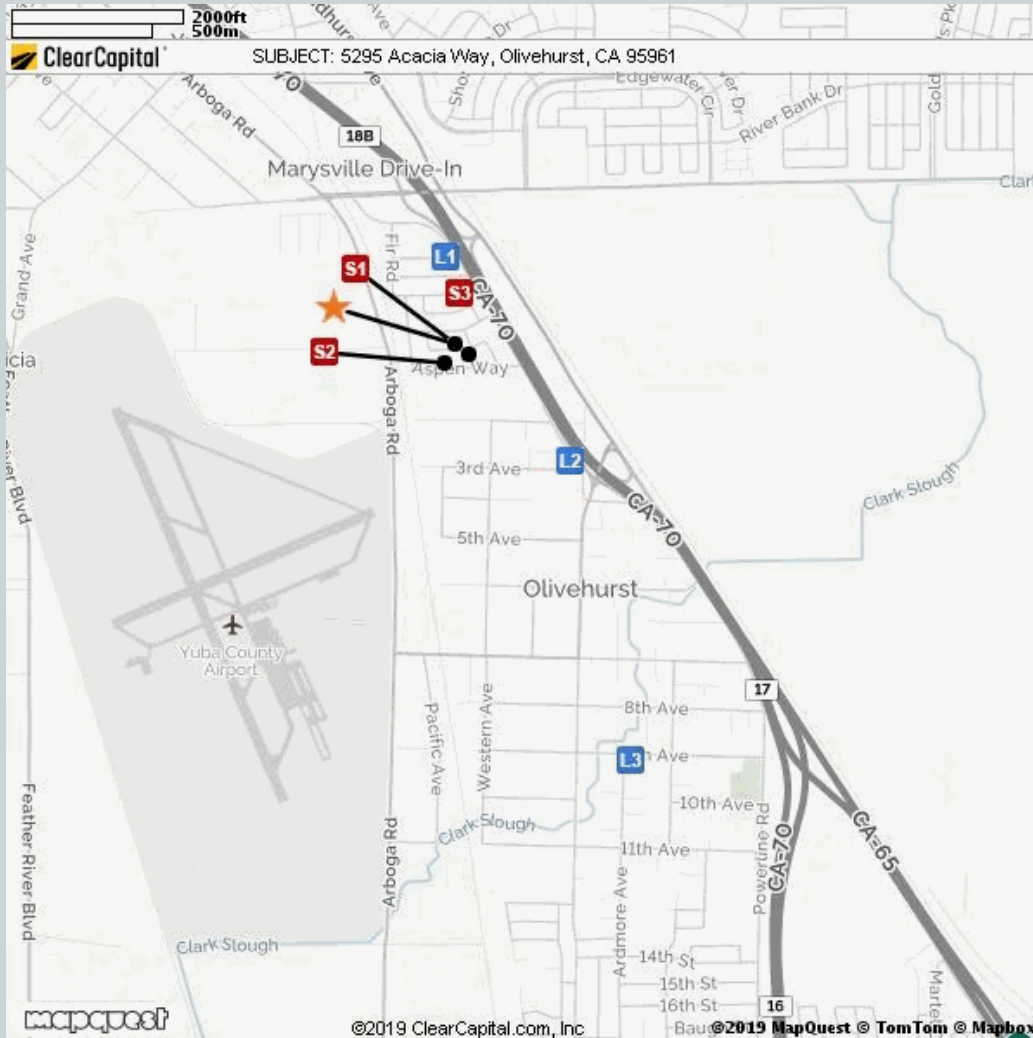 2000ft
500m
ClearCapital
SUBJECT: 5295 Acacia Way, Olivehurst, CA 95961
70
Arboga Rd
Edgewater Cir
River Bank Dr
18B
Marysville Drive-In
Grand Ave
Fir Rd
L1
S1
S3
CA-70
S2
Aspen Way
Arboga Rd
L2
3rd Ave
CA-70
Clark Slough
5th Ave
Olivehurst
Yuba County
Airport
17
8th Ave
Pacific Ave
Western Ave
L3
Ave
10th Ave
Clark Slough
Powerline Rd
CA-70
CA-65
11th Ave
Feather River Blvd
Arboga Rd
Ardmore Ave
Clark Slough
14th St
15th St
16th St
16
mapquest
©2019 ClearCapital.com, Inc
©2019 MapQuest © TomTom © Mapbox